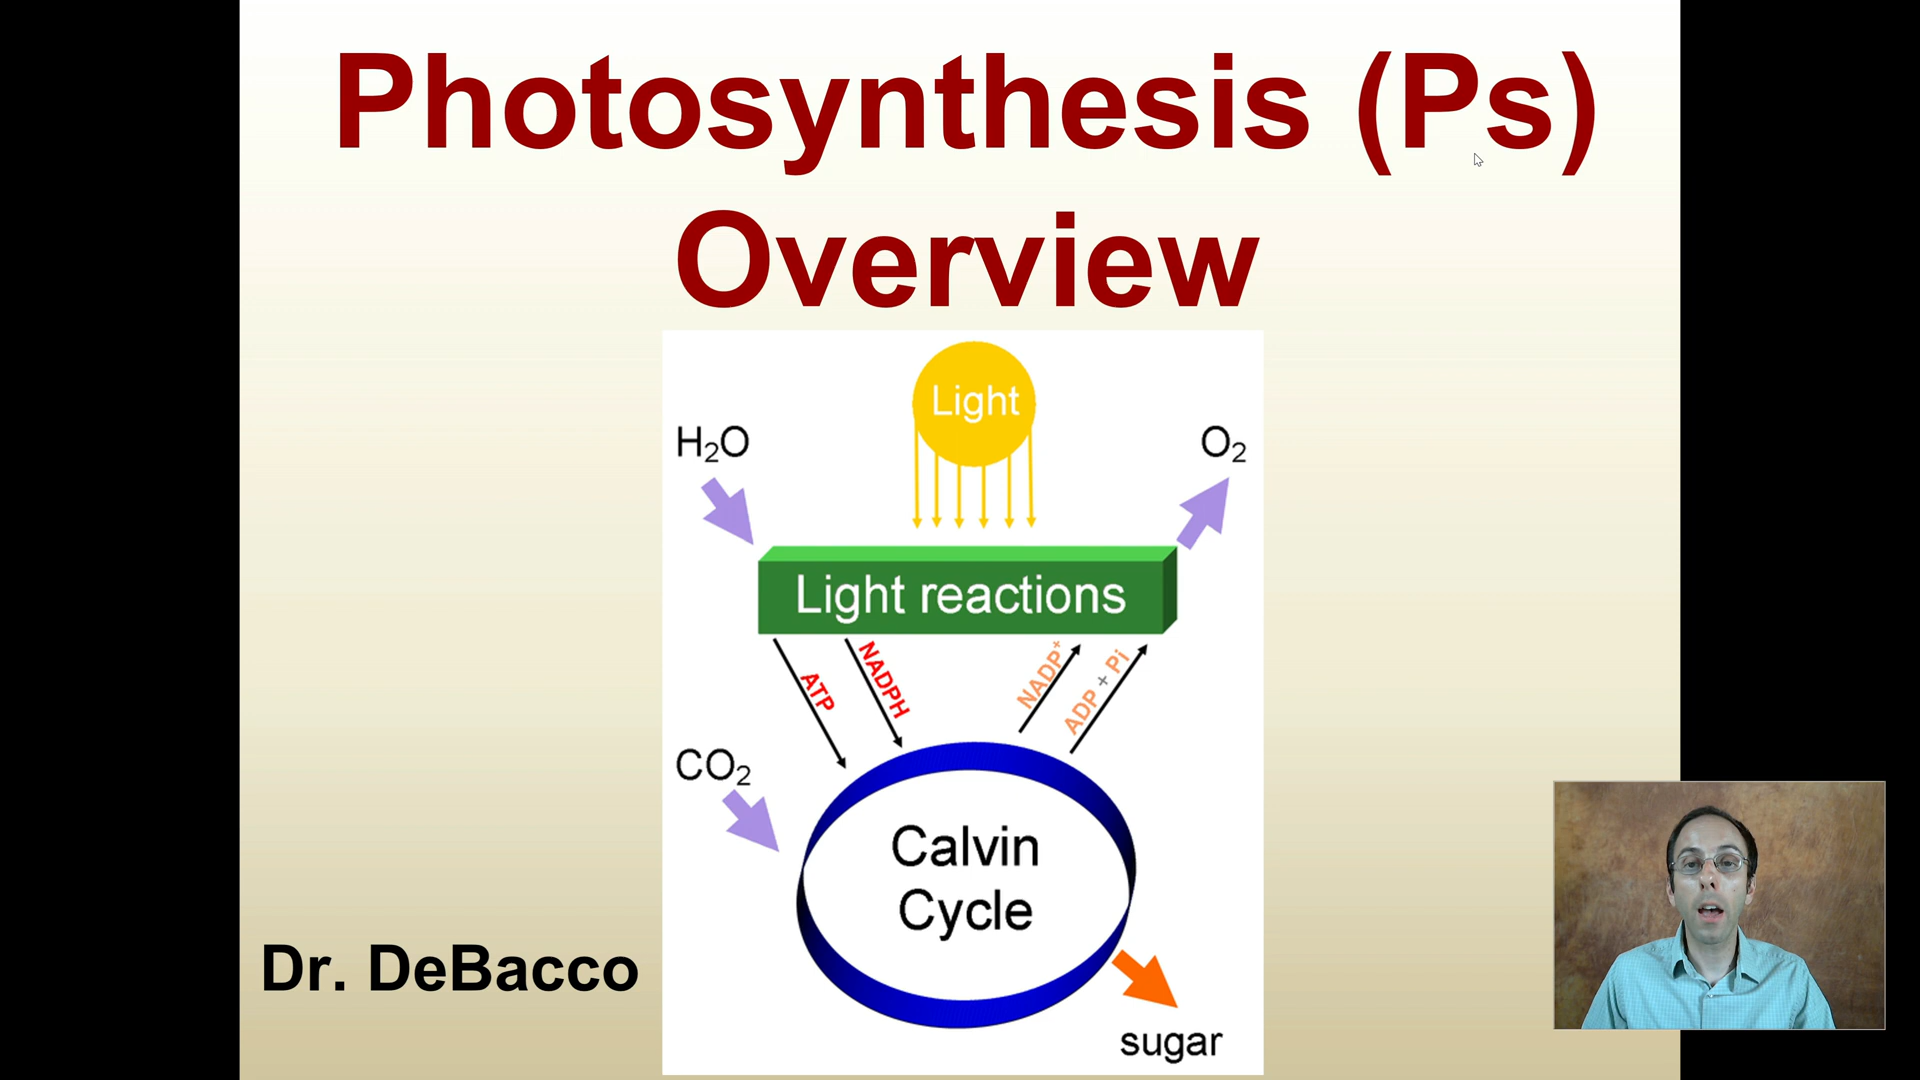 Photosynthesis (Ps)
Overview
Light
H₂O
O₂
Light reactions
ATP
NADPH
NADP⁺
ADP + Pi
CO₂
Calvin
Cycle
Dr. DeBacco
sugar